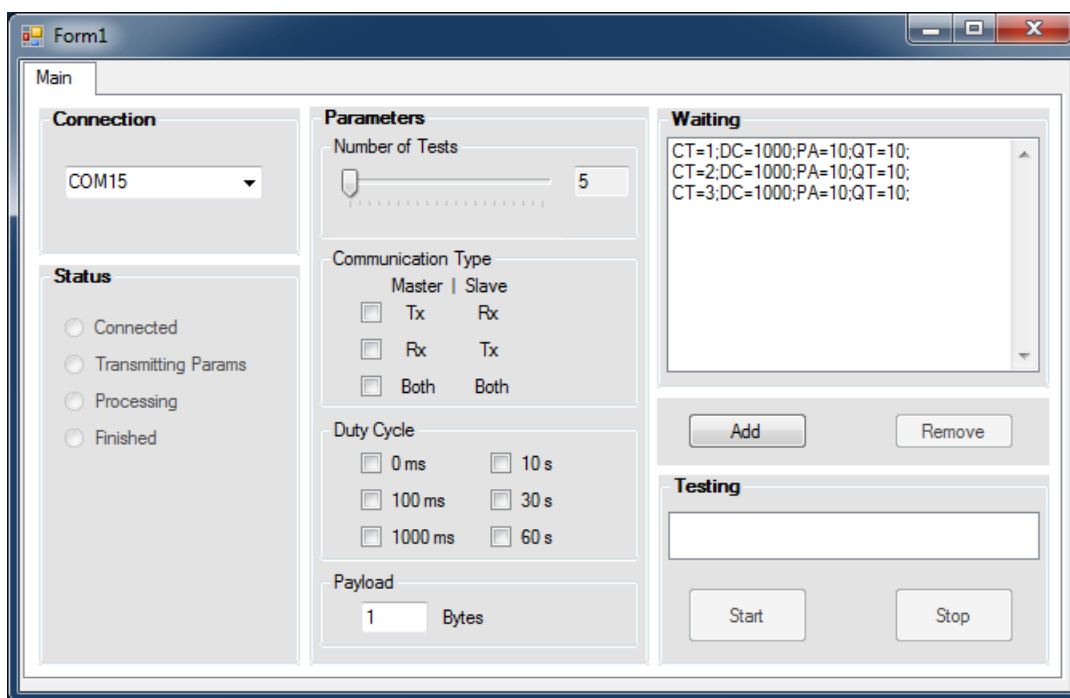 Form1
Main
Connection
COM15
Status
Connected
Transmitting Params
Processing
Finished
Parameters
Number of Tests
5
Communication Type
Master | Slave
Tx Rx
Rx Tx
Both Both
Duty Cycle
0 ms 10 s
100 ms 30 s
1000 ms 60 s
Payload
1 Bytes
Waiting
CT=1;DC=1000;PA=10;QT=10;
CT=2;DC=1000;PA=10;QT=10;
CT=3;DC=1000;PA=10;QT=10;
Add Remove
Testing
Start Stop